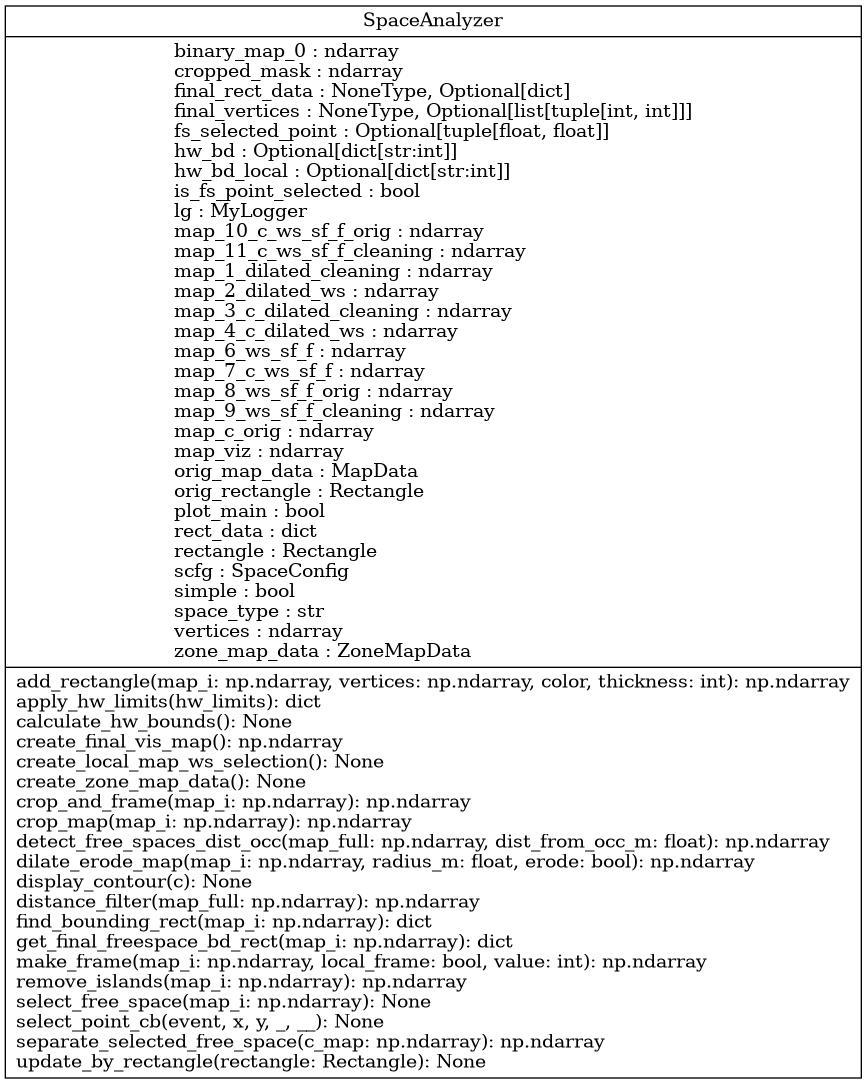 SpaceAnalyzer
binary_map_0 : ndarray
cropped_mask : ndarray
final_rect_data : NoneType, Optional[dict]
final_vertices : NoneType, Optional[list[tuple[int, int]]]
fs_selected_point : Optional[tuple[float, float]]
hw_bd : Optional[dict[str:int]]
hw_bd_local : Optional[dict[str:int]]
is_fs_point_selected : bool
lg : MyLogger
map_10_c_ws_sf_f_orig : ndarray
map_11_c_ws_sf_f_cleaning : ndarray
map_1_dilated_cleaning : ndarray
map_2_dilated_ws : ndarray
map_3_c_dilated_cleaning : ndarray
map_4_c_dilated_ws : ndarray
map_6_ws_sf_f : ndarray
map_7_c_ws_sf_f : ndarray
map_8_ws_sf_f_orig : ndarray
map_9_ws_sf_f_cleaning : ndarray
map_c_orig : ndarray
map_viz : ndarray
orig_map_data : MapData
orig_rectangle : Rectangle
plot_main : bool
rect_data : dict
rectangle : Rectangle
scfg : SpaceConfig
simple : bool
space_type : str
vertices : ndarray
zone_map_data : ZoneMapData
add_rectangle(map_i: np.ndarray, vertices: np.ndarray, color, thickness: int): np.ndarray
apply_hw_limits(hw_limits): dict
calculate_hw_bounds(): None
create_final_vis_map(): np.ndarray
create_local_map_ws_selection(): None
create_zone_map_data(): None
crop_and_frame(map_i: np.ndarray): np.ndarray
crop_map(map_i: np.ndarray): np.ndarray
detect_free_spaces_dist_occ(map_full: np.ndarray, dist_from_occ_m: float): np.ndarray
dilate_erode_map(map_i: np.ndarray, radius_m: float, erode: bool): np.ndarray
display_contour(c): None
distance_filter(map_full: np.ndarray): np.ndarray
find_bounding_rect(map_i: np.ndarray): dict
get_final_freespace_bd_rect(map_i: np.ndarray): dict
make_frame(map_i: np.ndarray, local_frame: bool, value: int): np.ndarray
remove_islands(map_i: np.ndarray): np.ndarray
select_free_space(map_i: np.ndarray): None
select_point_cb(event, x, y, _, __): None
separate_selected_free_space(c_map: np.ndarray): np.ndarray
update_by_rectangle(rectangle: Rectangle): None